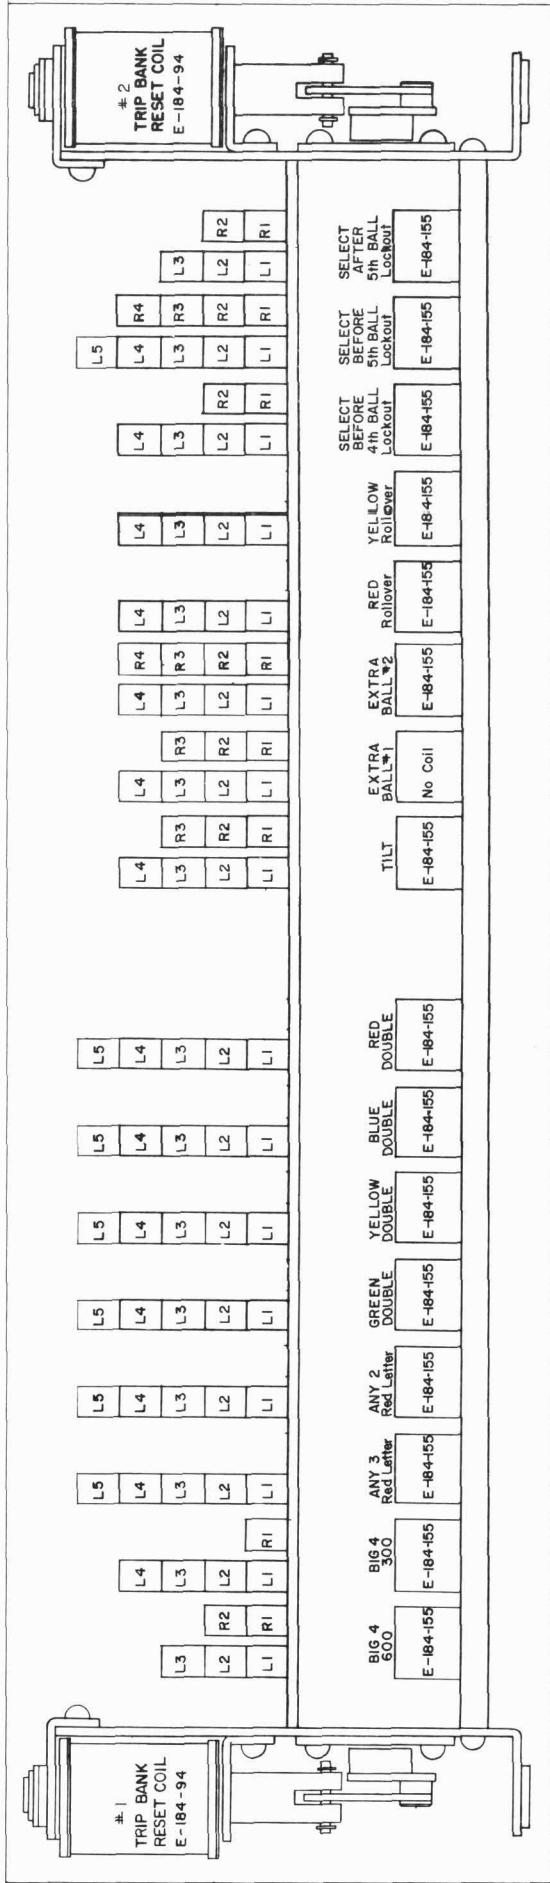 # 1
TRIP BANK
RESET COIL
E-184-94
L3
L2
L1
R2
R1
BIG 4
600
E-184-155
L4
L3
L2
L1
R1
BIG 4
300
E-184-155
L5
L4
L3
L2
L1
ANY 3
Red Letter
E-184-155
L5
L4
L3
L2
L1
ANY 2
Red Letter
E-184-155
L5
L4
L3
L2
L1
GREEN
DOUBLE
E-184-155
L5
L4
L3
L2
L1
YELLOW
DOUBLE
E-184-155
L5
L4
L3
L2
L1
BLUE
DOUBLE
E-184-155
L5
L4
L3
L2
L1
RED
DOUBLE
E-184-155
L4
L3
L2
L1
R3
R2
R1
TILT
E-184-155
L4
L3
L2
L1
R3
R2
R1
EXTRA
BALL #1
No Coil
L4
L3
L2
L1
R4
R3
R2
R1
EXTRA
BALL #2
E-184-155
L4
L3
L2
L1
RED
Rollover
E-184-155
L4
L3
L2
L1
YELLOW
Rollover
E-184-155
L4
L3
L2
L1
R2
R1
SELECT
BEFORE
4th BALL
Lockout
E-184-155
L5
L4
L3
L2
L1
R4
R3
R2
R1
SELECT
BEFORE
5th BALL
Lockout
E-184-155
L3
L2
L1
R2
R1
SELECT
AFTER
5th BALL
Lockout
E-184-155
# 2
TRIP BANK
RESET COIL
E-184-94